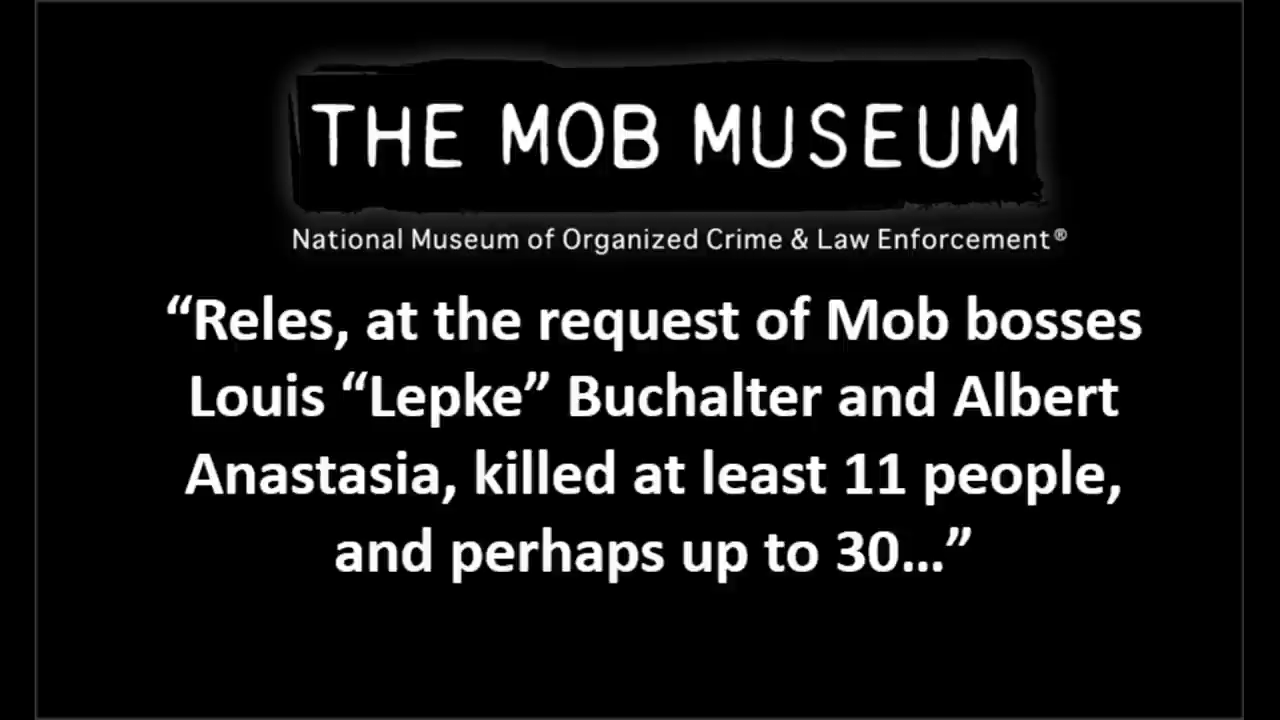 THE MOB MUSEUM
National Museum of Organized Crime & Law Enforcement®
“Reles, at the request of Mob bosses
Louis “Lepke” Buchalter and Albert
Anastasia, killed at least 11 people,
and perhaps up to 30...”